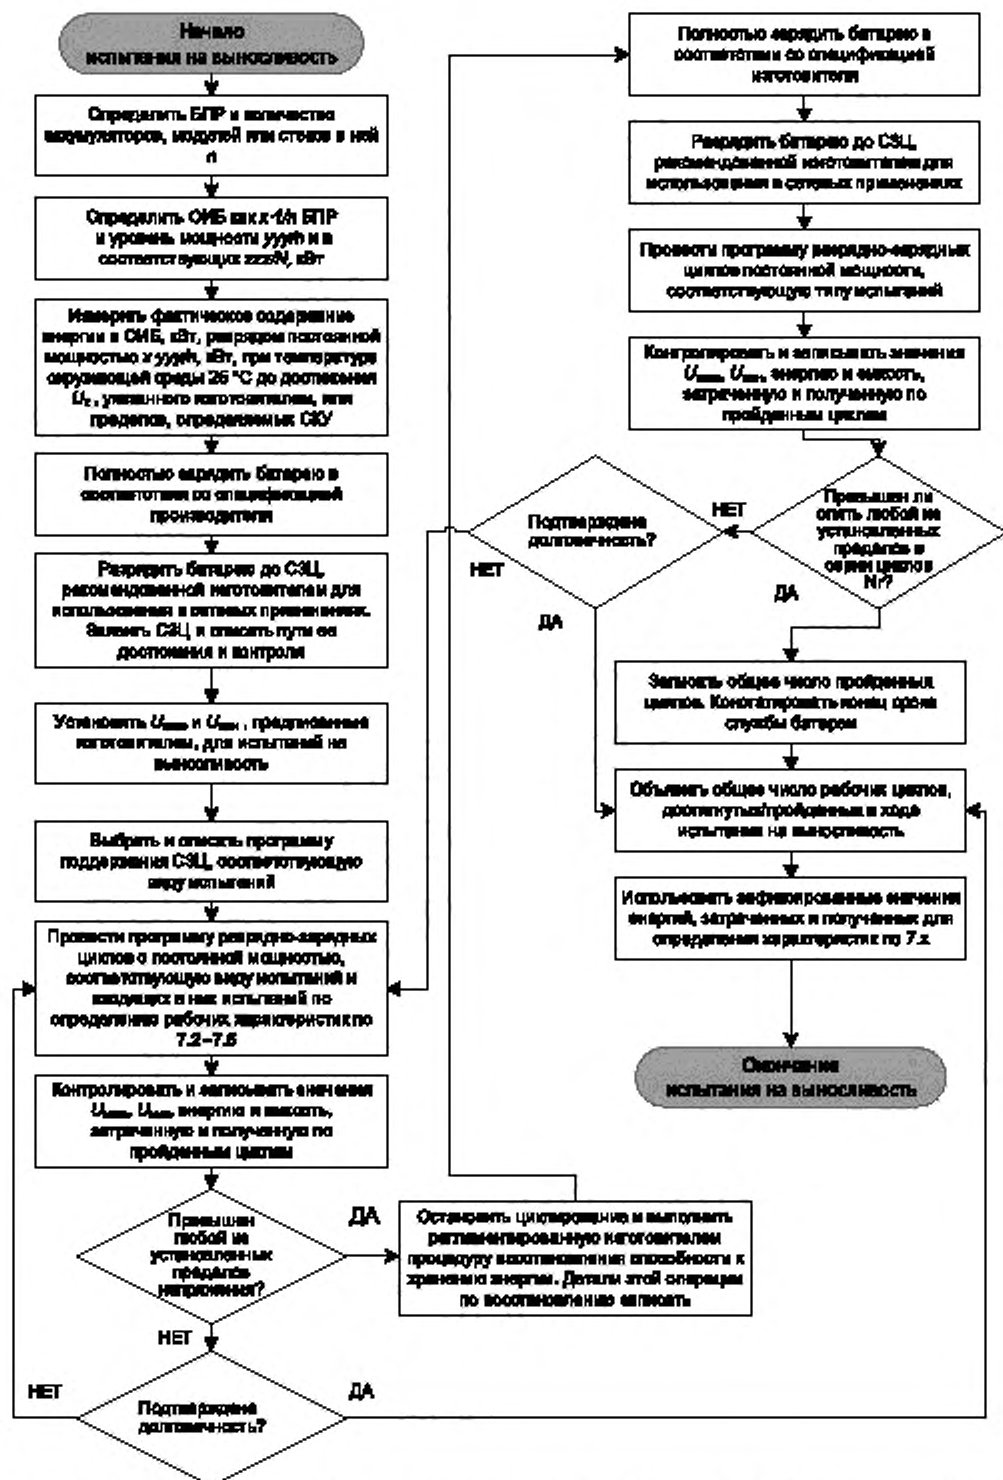 Начало
испытания на выносливость
Определить БПР и количество
аккумуляторов, модулей или стеков в ней
n
Определить ОИБ как x·1/n БПР
и уровень мощности yyy/n и в
соответствующих zzz/N, кВт
Измерить фактическое содержание
энергии в ОИБ, кВт, разрядом постоянной
мощностью x yyy/n, кВт, при температуре
окружающей среды 25 °С до достижения
, указанного изготовителем, или
пределов, определяемых СКУ
Полностью зарядить батарею в
соответствии со спецификацией
производителя
Разрядить батарею до СЗЦ,
рекомендованной изготовителем для
использования в сетевых применениях.
Заявить СЗЦ и описать пути ее
достижения и контроля
Установить и , предписанные
изготовителем, для испытаний на
выносливость
Выбрать и описать программу
поддержания СЗЦ, соответствующую
виду испытаний
Провести программу разрядно-зарядных
циклов с постоянной мощностью,
соответствующую виду испытаний и
входящих в них испытаний по
определению рабочих характеристик по
Контролировать и записывать значения
энергию и емкость,
затраченную и полученную по
пройденным циклам
Превышен
любой из
установленных
пределов
напряжения?
ДА
НЕТ
Остановить циклирование и выполнить
регламентированную изготовителем
процедуру восстановления способности к
хранению энергии. Детали этой операции
по восстановлению записать
Подтверждена
долговечность?
НЕТ
ДА
Полностью зарядить батарею в
соответствии со спецификацией
изготовителя
Разрядить батарею до СЗЦ,
рекомендованной изготовителем для
использования в сетевых применениях
Провести программу разрядно-зарядных
циклов постоянной мощности,
соответствующую типу испытаний
Контролировать и записывать значения
энергию и емкость,
затраченную и полученную по
пройденным циклам
Превышен ли
опять любой из
установленных
пределов в
серии циклов
Nr?
НЕТ
ДА
Подтверждена
долговечность?
НЕТ
ДА
Записать общее число пройденных
циклов. Констатировать конец срока
службы батареи
Объявить общее число рабочих циклов,
достигнутых/пройденных в ходе
испытания на выносливость
Использовать зафиксированные значения
энергий, затраченных и полученных для
определения характеристик по 7.x
Окончание
испытания на выносливость